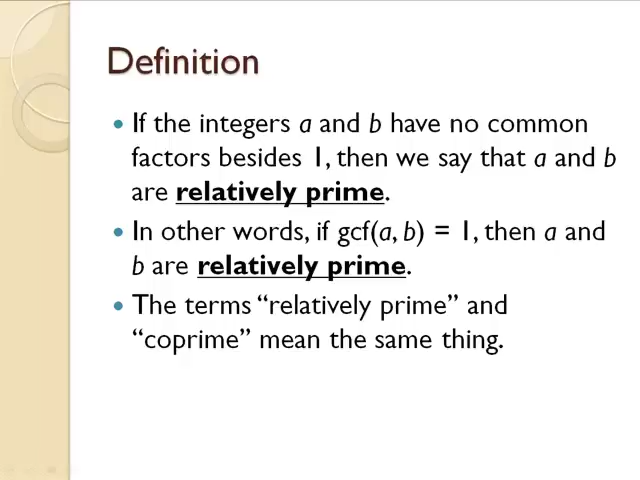 Definition
• If the integers a and b have no common
factors besides 1, then we say that a and b
are relatively prime.
• In other words, if gcf(a, b) = 1, then a and
b are relatively prime.
• The terms “relatively prime” and
“coprime” mean the same thing.